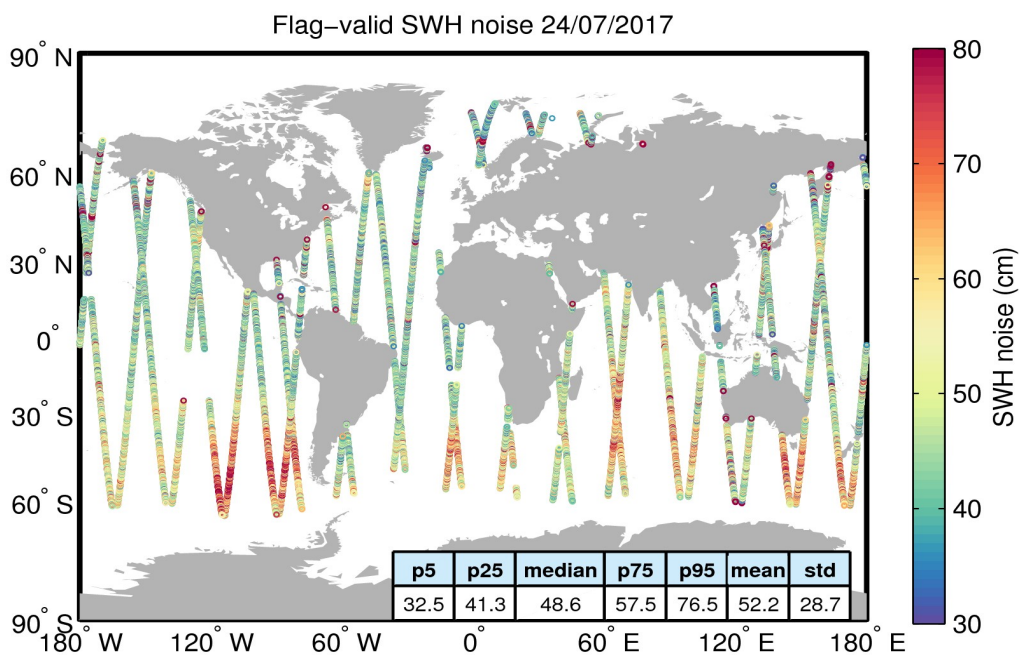 Flag−valid SWH noise 24/07/2017
90° N
60° N
30° N
0°
30° S
60° S
90° S
180° W
120° W
60° W
0°
60° E
120° E
180° E
p5 p25 median p75 p95 mean std
32.5 41.3 48.6 57.5 76.5 52.2 28.7
80
70
60
50
40
30
SWH noise (cm)